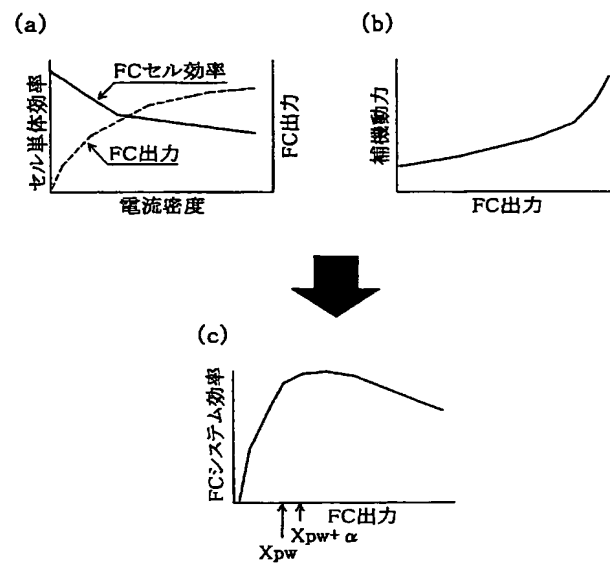 (a)
FCセル効率
FC出力
セル単体効率
FC出力
電流密度
(b)
補機動力
FC出力
(c)
FCシステム効率
FC出力
Xpw+α
Xpw